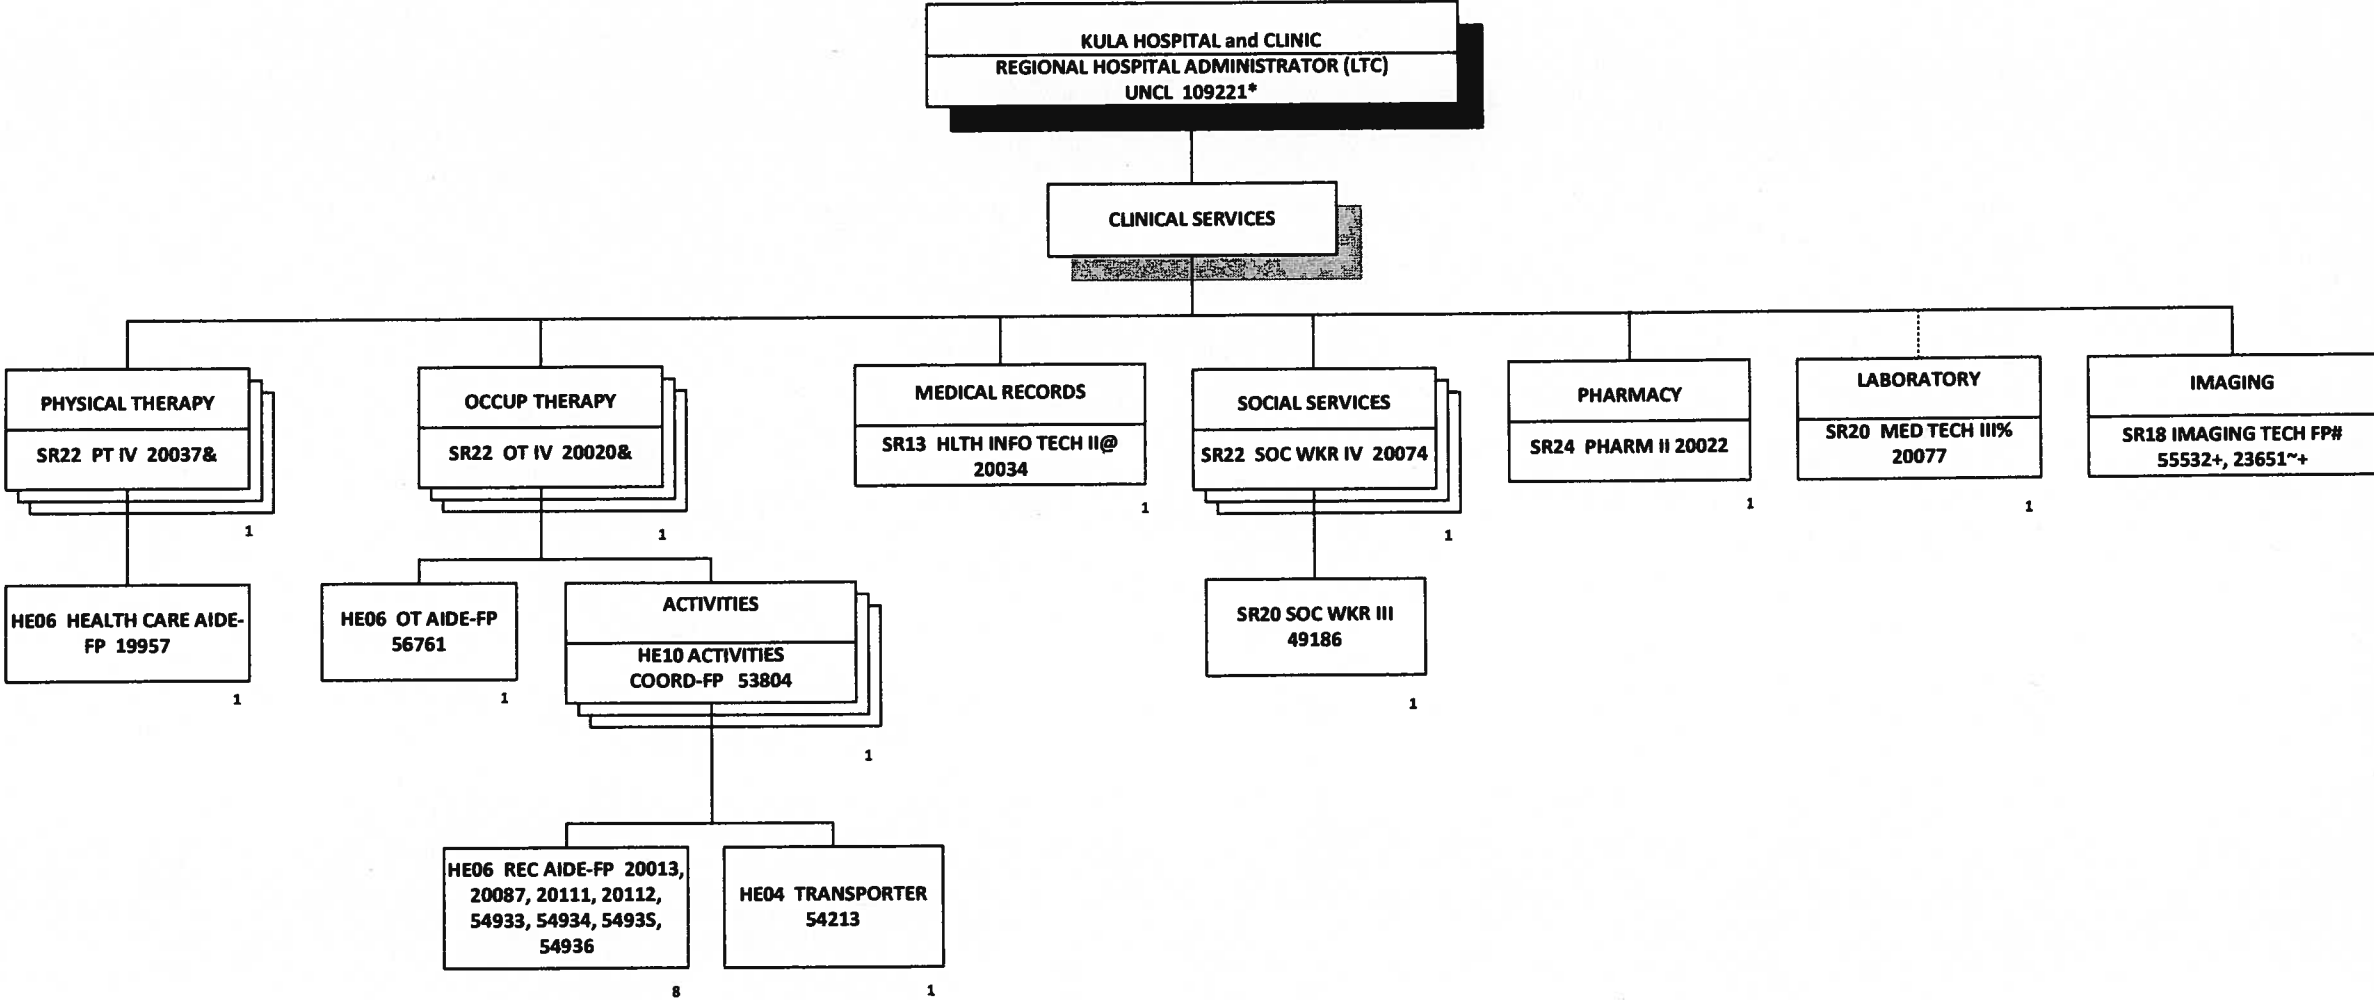 KULA HOSPITAL and CLINIC
REGIONAL HOSPITAL ADMINISTRATOR (LTC)
UNCL 109221*
CLINICAL SERVICES
PHYSICAL THERAPY
SR22 PT IV 20037&
1
OCCUP THERAPY
SR22 OT IV 20020&
1
MEDICAL RECORDS
SR13 HLTH INFO TECH II@
20034
1
SOCIAL SERVICES
SR22 SOC WKR IV 20074
1
PHARMACY
SR24 PHARM II 20022
1
LABORATORY
SR20 MED TECH III%
20077
1
IMAGING
SR18 IMAGING TECH FP#
55532+, 23651~+
HE06 HEALTH CARE AIDE-
FP 19957
1
HE06 OT AIDE-FP
56761
1
ACTIVITIES
HE10 ACTIVITIES
COORD-FP 53804
1
SR20 SOC WKR III
49186
1
HE06 REC AIDE-FP 20013,
20087, 20111, 20112,
54933, 54934, 54935,
54936
8
HE04 TRANSPORTER
54213
1